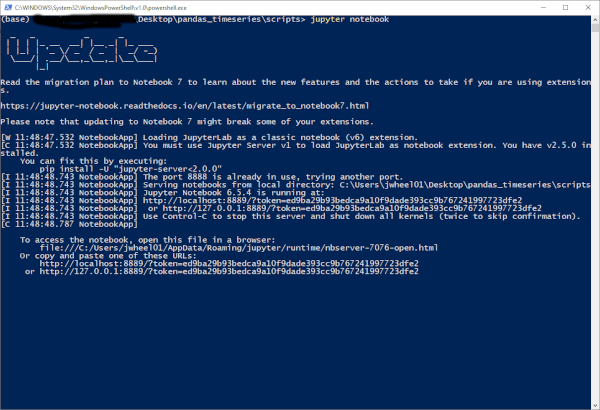 C:\WINDOWS\System32\WindowsPowerShell\v1.0\powershell.exe
(base) Desktop\pandas_timeseries\scripts> jupyter notebook
Update
Read the migration plan to Notebook 7 to learn about the new features and the actions to take if you are using extension
s.
https://jupyter-notebook.readthedocs.io/en/latest/migrate_to_notebook7.html
Please note that updating to Notebook 7 might break some of your extensions.
[W 11:48:47.532 NotebookApp] Loading JupyterLab as a classic notebook (v6) extension.
[C 11:48:47.532 NotebookApp] You must use Jupyter Server v1 to load JupyterLab as notebook extension. You have v2.5.0 in
stalled.
You can fix this by executing:
pip install -U "jupyter-server<2.0.0"
[I 11:48:48.743 NotebookApp] The port 8888 is already in use, trying another port.
[I 11:48:48.743 NotebookApp] Serving notebooks from local directory: C:\Users\jwheel01\Desktop\pandas_timeseries\scripts
[I 11:48:48.743 NotebookApp] Jupyter Notebook 6.5.4 is running at:
[I 11:48:48.743 NotebookApp] http://localhost:8889/?token=ed9ba29b93bedca9a10f9dade393cc9b767241997723dfe2
[I 11:48:48.743 NotebookApp] or http://127.0.0.1:8889/?token=ed9ba29b93bedca9a10f9dade393cc9b767241997723dfe2
[I 11:48:48.743 NotebookApp] Use Control-C to stop this server and shut down all kernels (twice to skip confirmation).
[C 11:48:48.787 NotebookApp]
To access the notebook, open this file in a browser:
file:///C:/Users/jwheel01/AppData/Roaming/jupyter/runtime/nbserver-7076-open.html
Or copy and paste one of these URLs:
http://localhost:8889/?token=ed9ba29b93bedca9a10f9dade393cc9b767241997723dfe2
or http://127.0.0.1:8889/?token=ed9ba29b93bedca9a10f9dade393cc9b767241997723dfe2